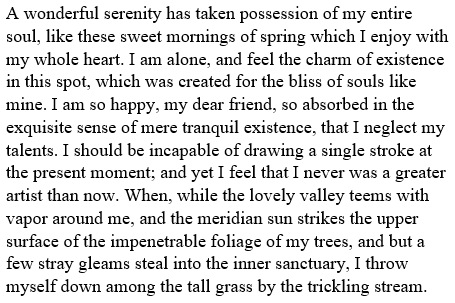 A wonderful serenity has taken possession of my entire
soul, like these sweet mornings of spring which I enjoy with
my whole heart. I am alone, and feel the charm of existence
in this spot, which was created for the bliss of souls like
mine. I am so happy, my dear friend, so absorbed in the
exquisite sense of mere tranquil existence, that I neglect my
talents. I should be incapable of drawing a single stroke at
the present moment; and yet I feel that I never was a greater
artist than now. When, while the lovely valley teems with
vapor around me, and the meridian sun strikes the upper
surface of the impenetrable foliage of my trees, and but a
few stray gleams steal into the inner sanctuary, I throw
myself down among the tall grass by the trickling stream.